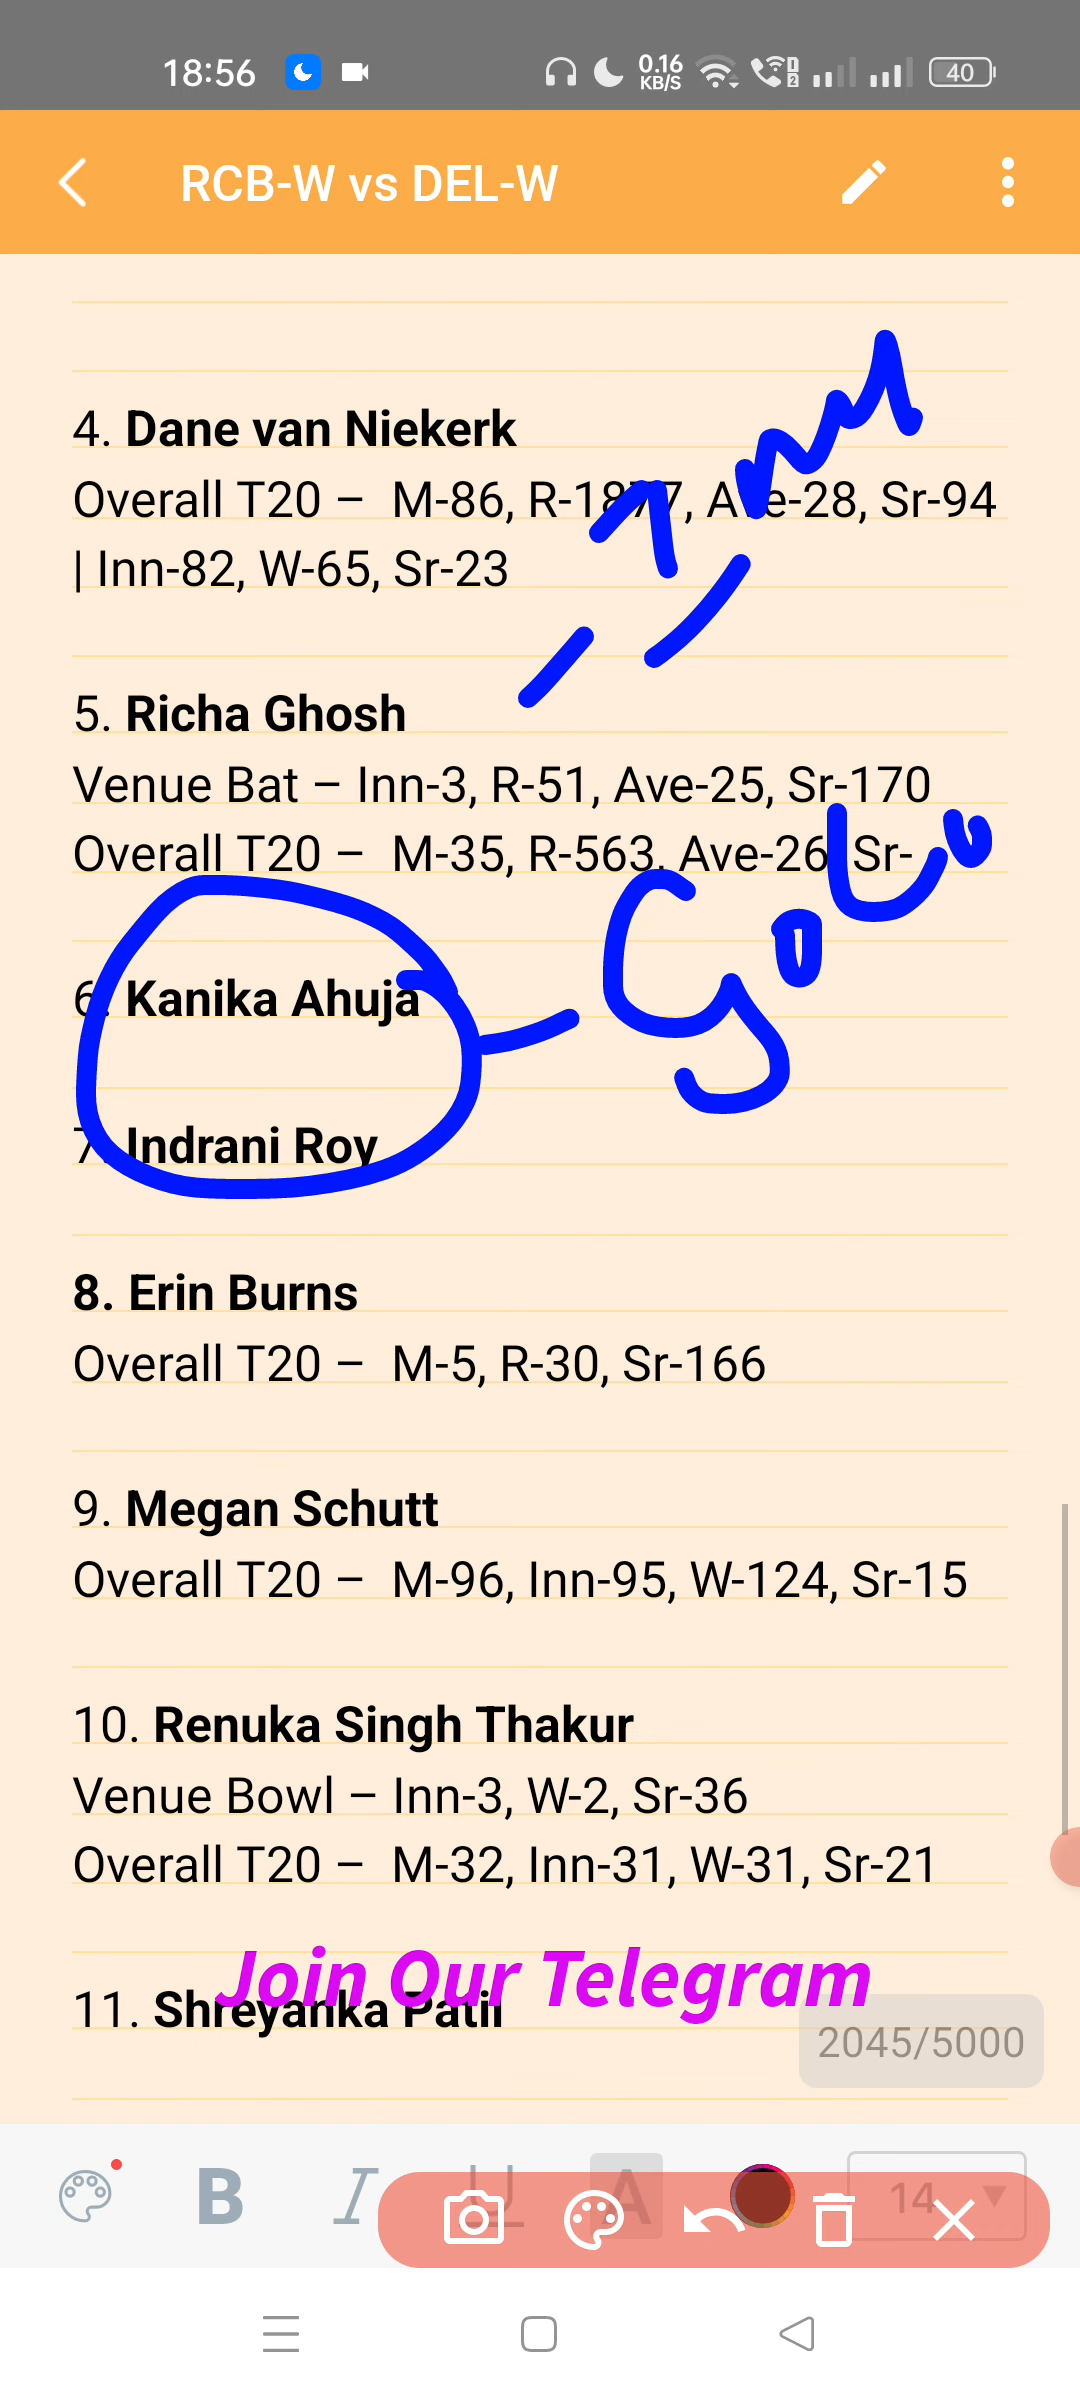 18:56
0.16
KB/S
40
RCB-W vs DEL-W
4. Dane van Niekerk
Overall T20 – M-86, R-1877, Ave-28, Sr-94
| Inn-82, W-65, Sr-23
5. Richa Ghosh
Venue Bat – Inn-3, R-51, Ave-25, Sr-170
Overall T20 – M-35, R-563, Ave-26, Sr-
6. Kanika Ahuja
7. Indrani Roy
8. Erin Burns
Overall T20 – M-5, R-30, Sr-166
9. Megan Schutt
Overall T20 – M-96, Inn-95, W-124, Sr-15
10. Renuka Singh Thakur
Venue Bowl – Inn-3, W-2, Sr-36
Overall T20 – M-32, Inn-31, W-31, Sr-21
Join Our Telegram
11. Shreyanka Patil
2045/5000
B I U A 14